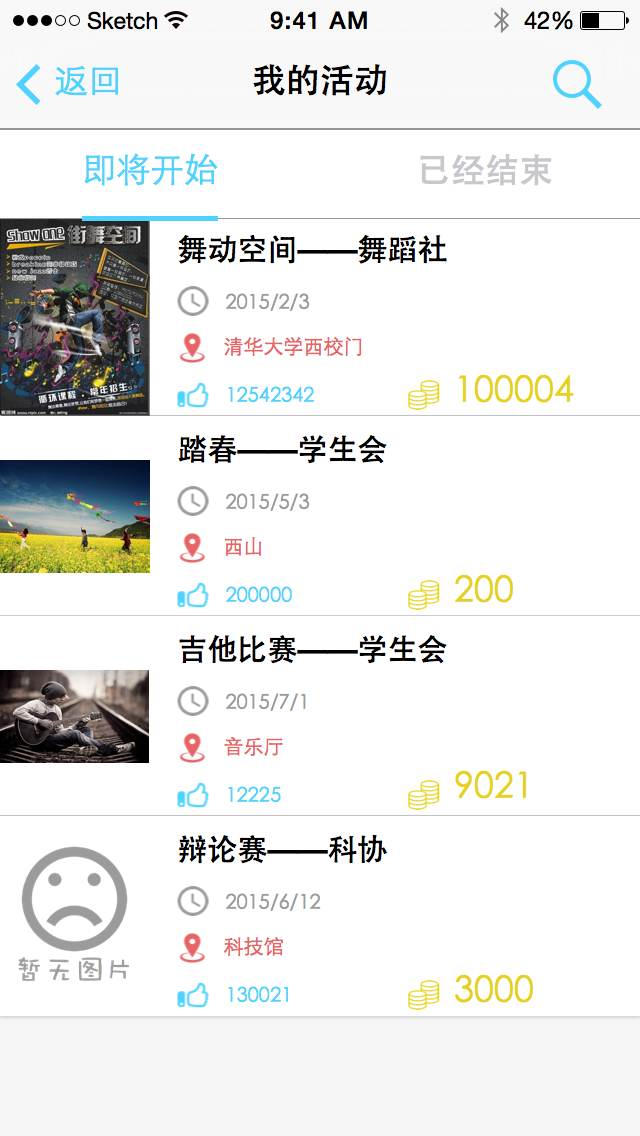 Sketch 9:41 AM 42%
返回 我的活动
即将开始 已经结束
Show one 街舞空间
舞动空间——舞蹈社
2015/2/3
清华大学西校门
循环课程·常年招生
12542342 100004
踏春——学生会
2015/5/3
西山
200000 200
吉他比赛——学生会
2015/7/1
音乐厅
12225 9021
辩论赛——科协
2015/6/12
科技馆
暂无图片
130021 3000